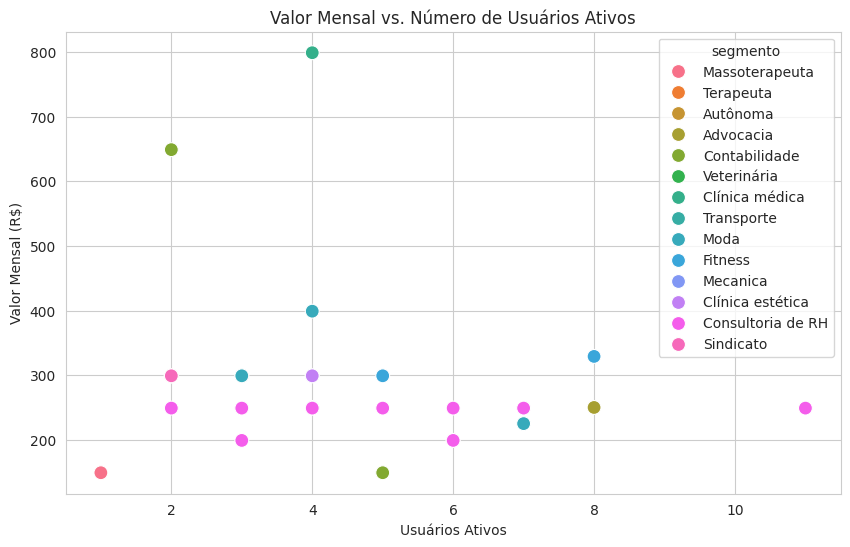 Valor Mensal vs. Número de Usuários Ativos
segmento
Massoterapeuta
Terapeuta
Autônoma
Advocacia
Contabilidade
Veterinária
Clínica médica
Transporte
Moda
Fitness
Mecanica
Clínica estética
Consultoria de RH
Sindicato
Valor Mensal (R$)
800
700
600
500
400
300
200
2
4
6
8
10
Usuários Ativos